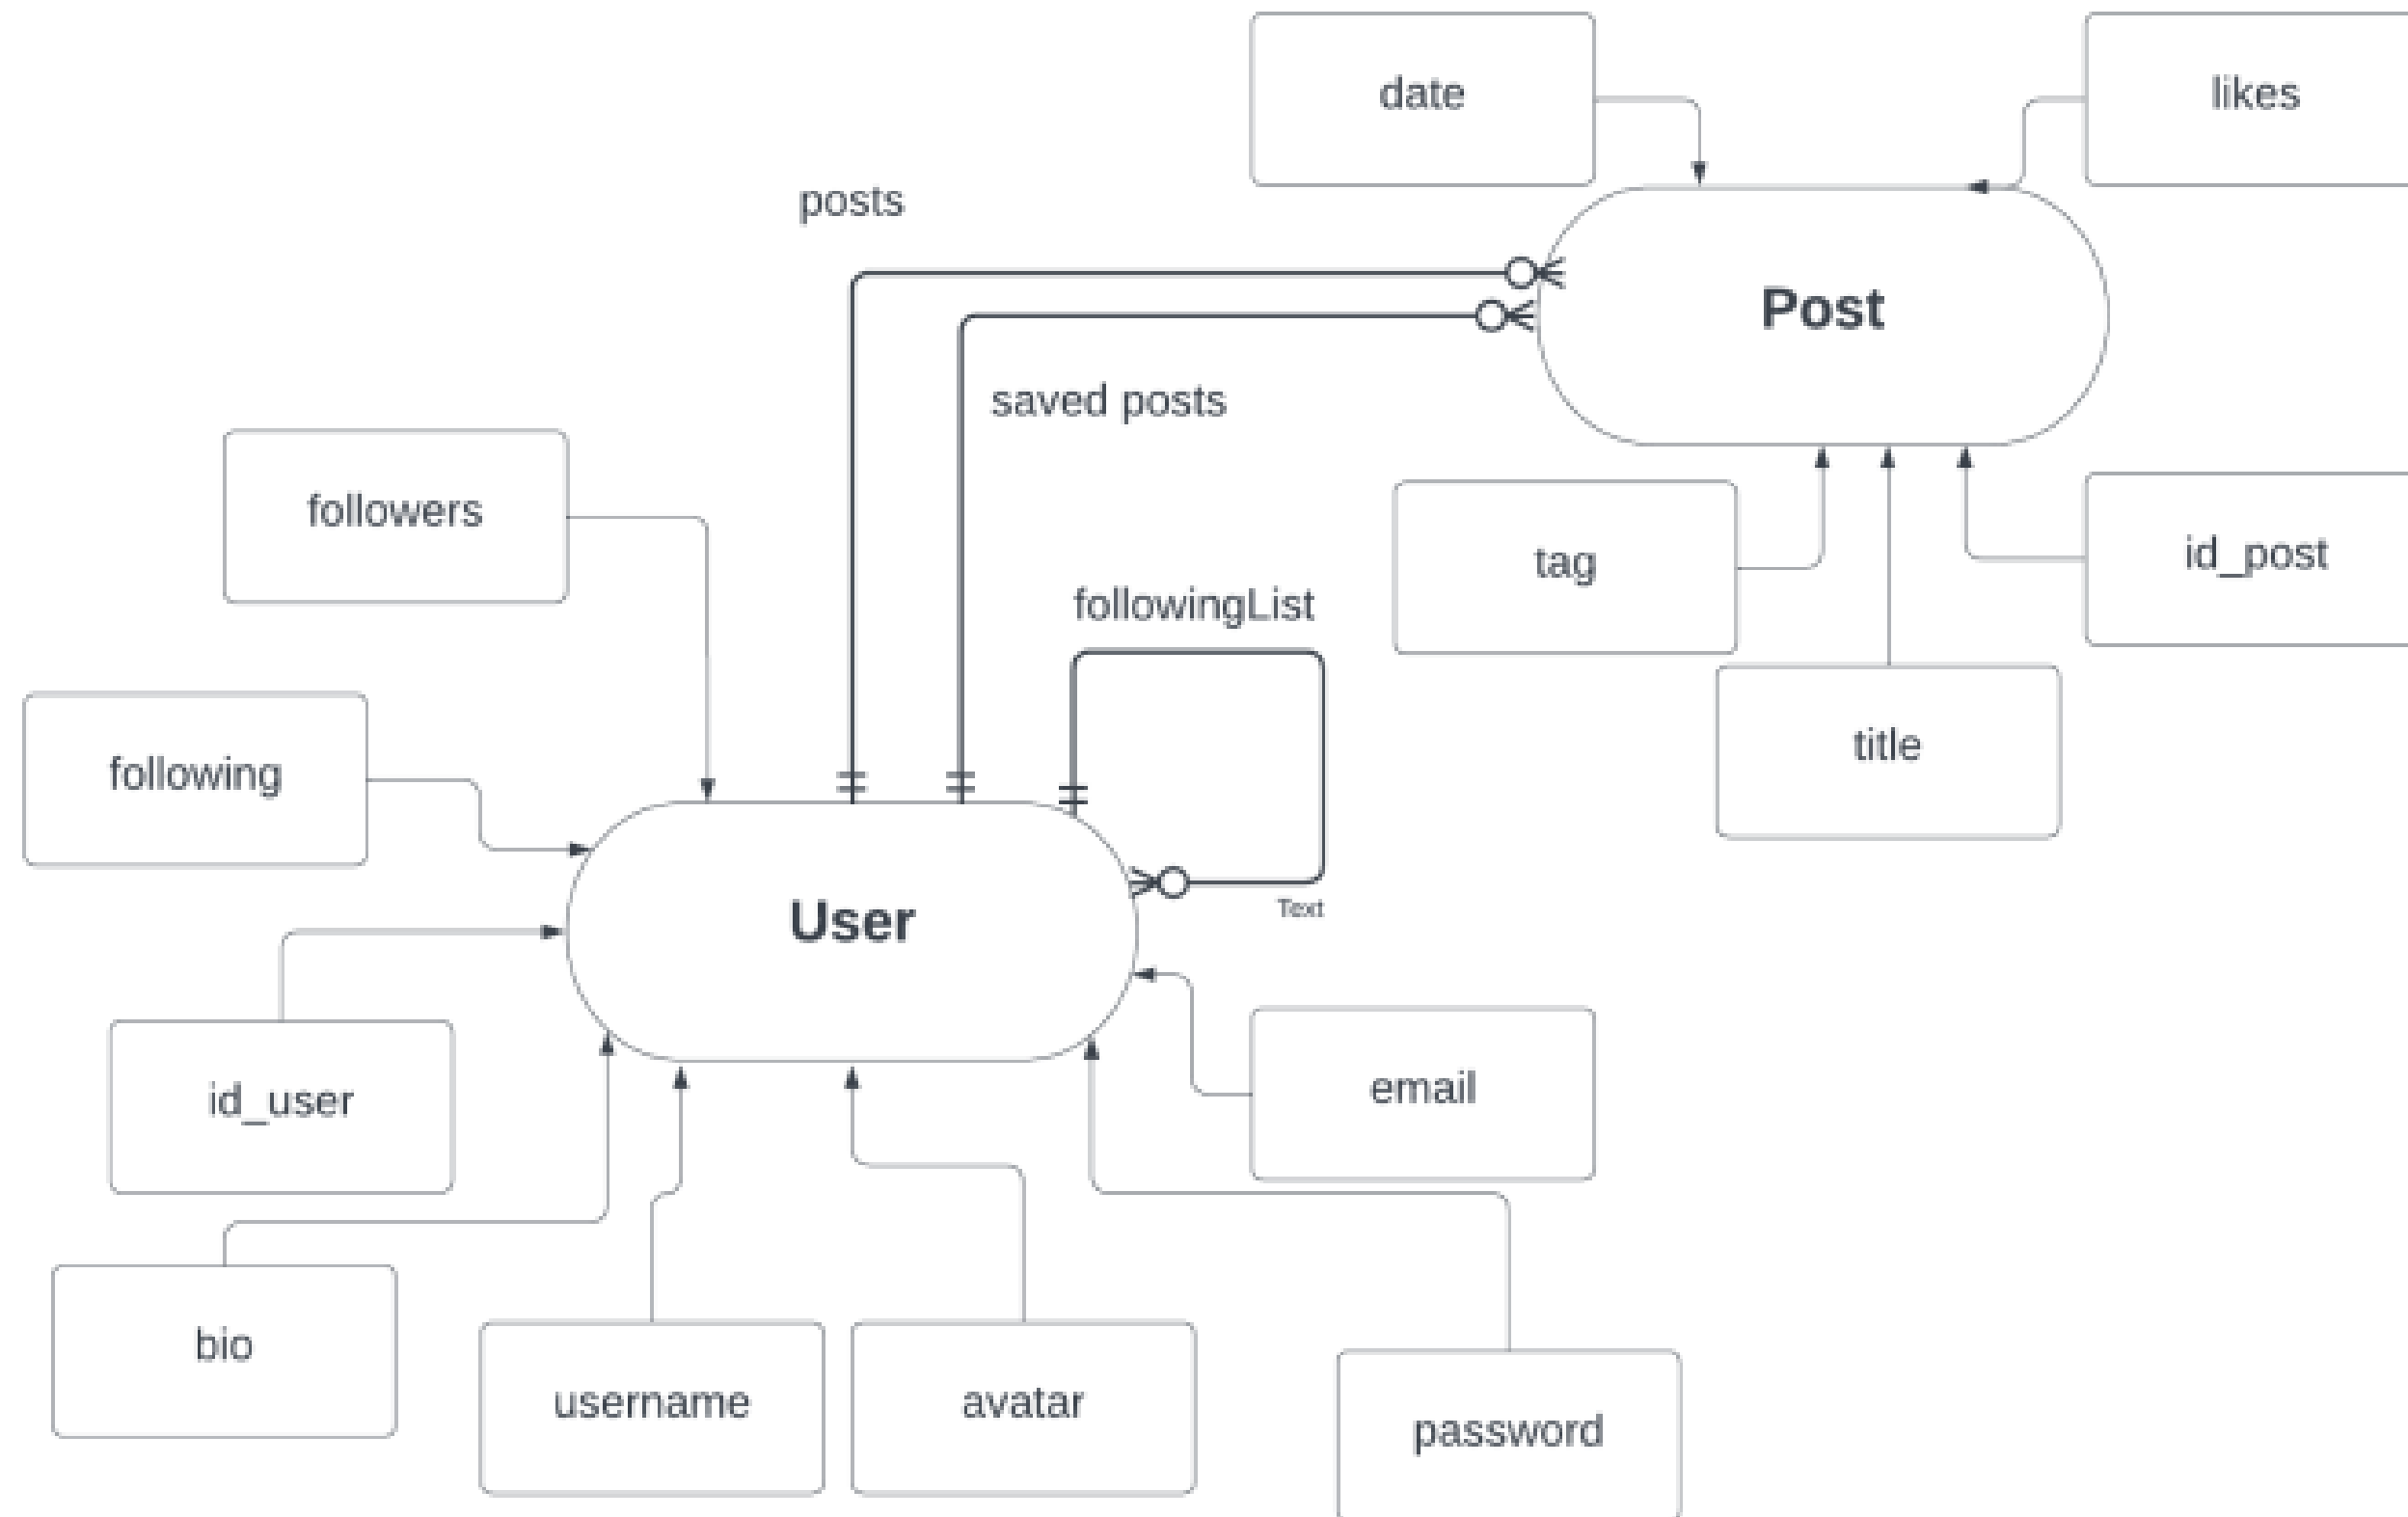 date
likes
posts
Post
saved posts
followers
tag
id_post
followingList
title
following
Text
User
id_user
email
bio
username
avatar
password